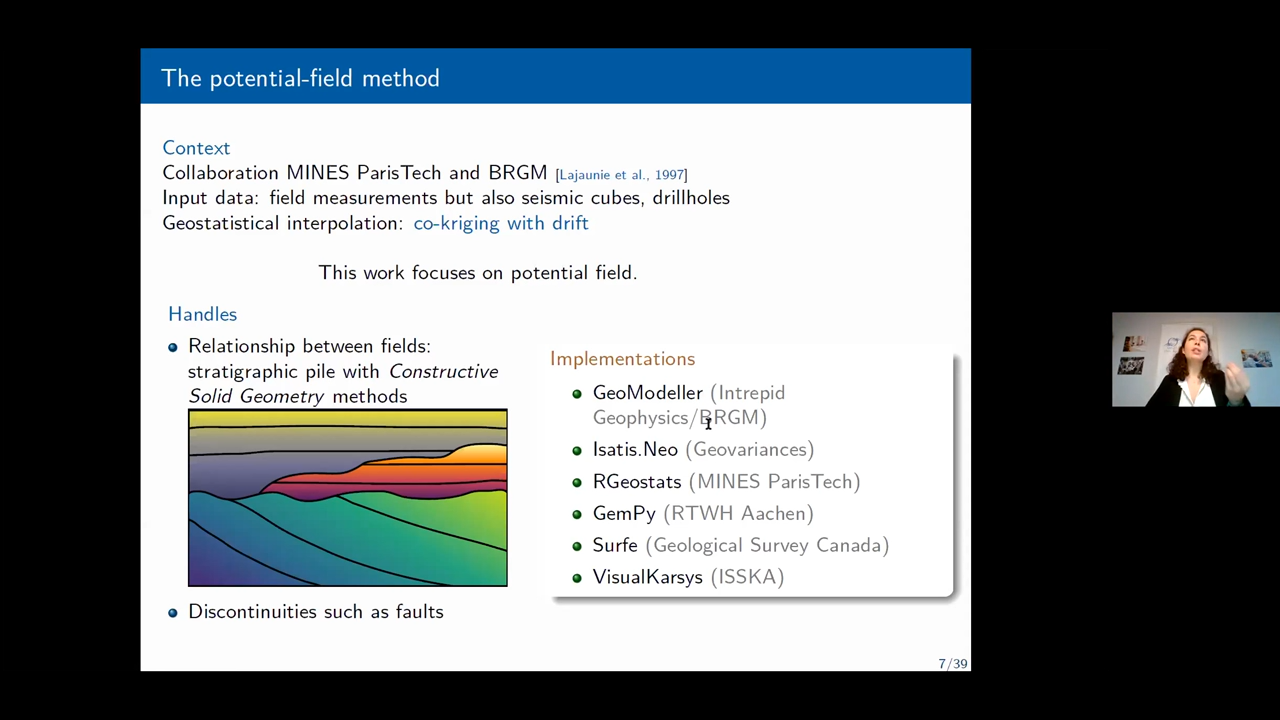 The potential-field method
Context
Collaboration MINES ParisTech and BRGM [Lajaunie et al., 1997]
Input data: field measurements but also seismic cubes, drillholes
Geostatistical interpolation: co-kriging with drift
This work focuses on potential field.
Handles
Relationship between fields:
stratigraphic pile with Constructive
Solid Geometry methods
Discontinuities such as faults
Implementations
GeoModeller (Intrepid
Geophysics/BRGM)
Isatis.Neo (Geovariances)
RGeostats (MINES ParisTech)
GemPy (RTWH Aachen)
Surfe (Geological Survey Canada)
VisualKarsys (ISSKA)
7/39